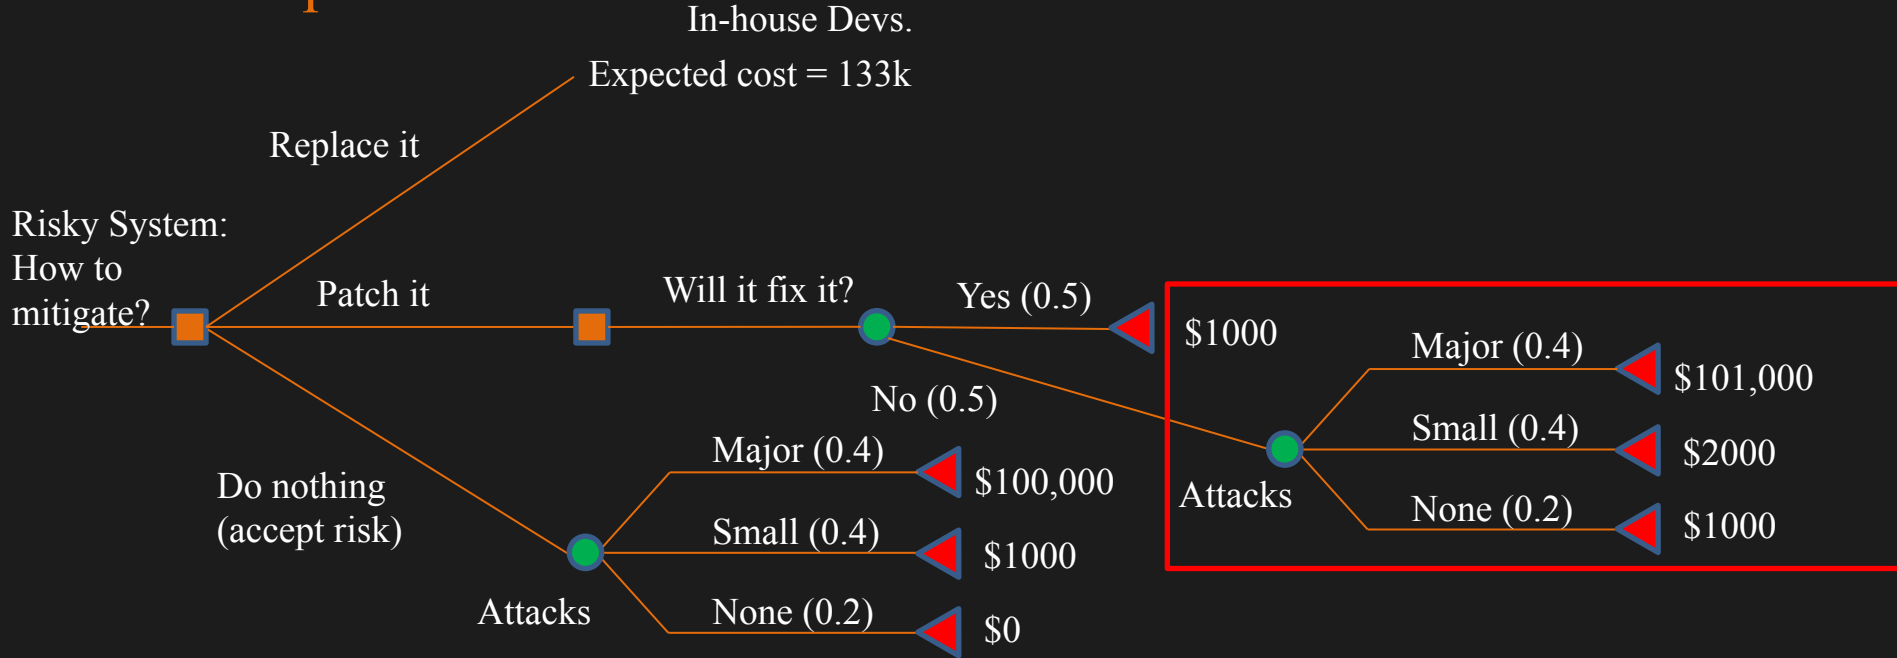 In-house Devs.
Expected cost = 133k
Replace it
Risky System:
How to
mitigate?
Patch it
Will it fix it?
Yes (0.5)
$1000
No (0.5)
Major (0.4)
$101,000
Small (0.4)
$2000
Attacks
None (0.2)
$1000
Do nothing
(accept risk)
Major (0.4)
$100,000
Small (0.4)
$1000
Attacks
None (0.2)
$0